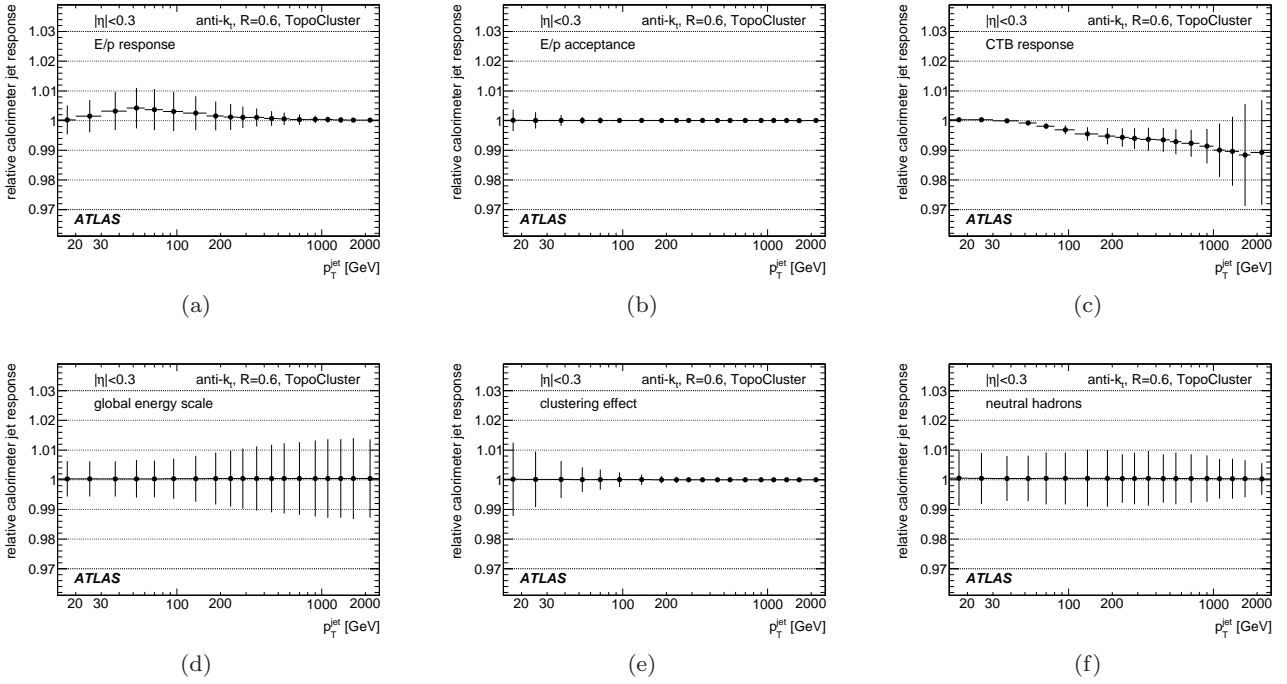 |η|<0.3 anti-k_t, R=0.6, TopoCluster
E/p response
relative calorimeter jet response
1.03
1.02
1.01
1
0.99
0.98
0.97
ATLAS
20 30 100 200 1000 2000
p_T^jet [GeV]
(a)
|η|<0.3 anti-k_t, R=0.6, TopoCluster
E/p acceptance
relative calorimeter jet response
1.03
1.02
1.01
1
0.99
0.98
0.97
ATLAS
20 30 100 200 1000 2000
p_T^jet [GeV]
(b)
|η|<0.3 anti-k_t, R=0.6, TopoCluster
CTB response
relative calorimeter jet response
1.03
1.02
1.01
1
0.99
0.98
0.97
ATLAS
20 30 100 200 1000 2000
p_T^jet [GeV]
(c)
|η|<0.3 anti-k_t, R=0.6, TopoCluster
global energy scale
relative calorimeter jet response
1.03
1.02
1.01
1
0.99
0.98
0.97
ATLAS
20 30 100 200 1000 2000
p_T^jet [GeV]
(d)
|η|<0.3 anti-k_t, R=0.6, TopoCluster
clustering effect
relative calorimeter jet response
1.03
1.02
1.01
1
0.99
0.98
0.97
ATLAS
20 30 100 200 1000 2000
p_T^jet [GeV]
(e)
|η|<0.3 anti-k_t, R=0.6, TopoCluster
neutral hadrons
relative calorimeter jet response
1.03
1.02
1.01
1
0.99
0.98
0.97
ATLAS
20 30 100 200 1000 2000
p_T^jet [GeV]
(f)